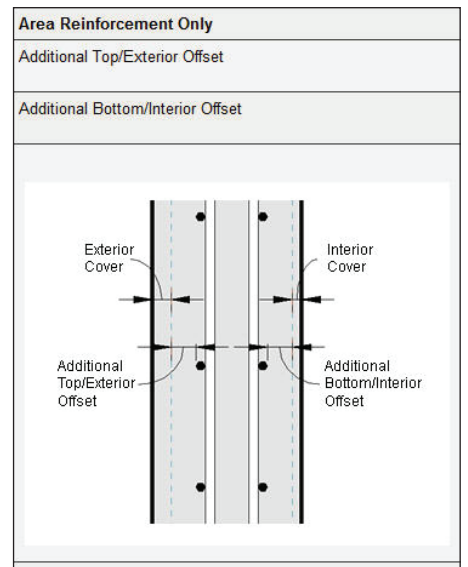 Area Reinforcement Only
Additional Top/Exterior Offset
Additional Bottom/Interior Offset
Exterior
Cover
Interior
Cover
Additional
Top/Exterior
Offset
Additional
Bottom/Interior
Offset